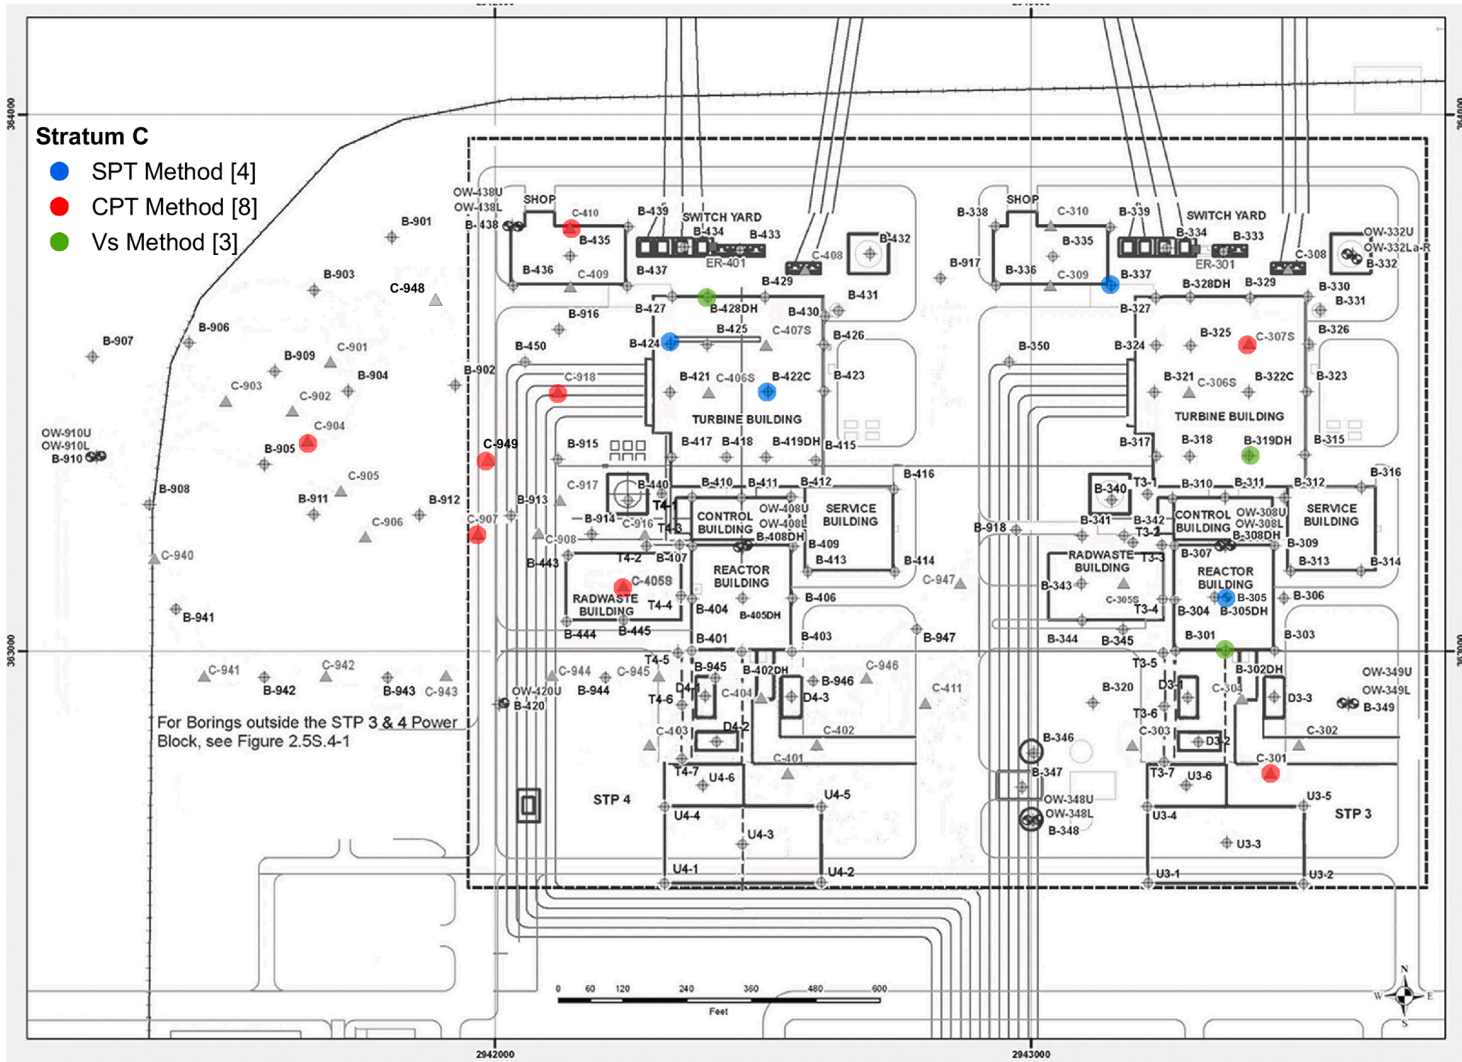 2942000
2943000
364000
364000
Stratum C
SPT Method [4]
CPT Method [8]
Vs Method [3]
OW-438U
OW-438L
B-438
SHOP
C-410
B-435
B-439
SWITCH YARD
B-434
B-433
B-432
B-436
C-409
B-437
ER-401
C-408
B-429
B-338
SHOP
C-310
B-339
SWITCH YARD
B-334
B-333
OW-332U
OW-332La-R
B-332
B-335
B-336
C-309
B-337
ER-301
C-308
B-917
B-901
B-903
C-948
B-907
B-906
B-909
C-901
C-903
C-902
B-904
B-902
C-904
B-905
C-905
B-911
C-906
B-912
C-907
OW-910U
OW-910L
B-910
B-908
C-940
B-941
C-941
B-942
C-942
B-943
C-943
B-916
B-450
C-918
C-949
B-915
B-427
B-428DH
B-430
B-431
B-424
B-425
C-407S
B-426
B-421
C-406S
B-422C
B-423
TURBINE BUILDING
B-417
B-418
B-419DH
B-415
B-416
B-913
C-917
B-440
T4-1
B-410
B-411
B-412
B-914
C-916
T4-3
CONTROL
BUILDING
OW-408U
OW-408L
B-408DH
SERVICE
BUILDING
C-908
T4-2
B-407
B-409
B-443
B-413
B-414
REACTOR
BUILDING
C-405S
RADWASTE
BUILDING
T4-4
B-404
B-405DH
B-406
B-444
B-445
B-401
B-403
B-947
C-947
C-944
B-944
C-945
T4-5
B-945
B-402DH
B-946
C-946
OW-420U
B-420
T4-6
D4-1
C-404
D4-3
C-411
C-403
D4-2
C-402
C-401
T4-7
U4-6
STP 4
U4-4
U4-5
U4-3
U4-1
U4-2
B-350
B-327
B-328DH
B-329
B-330
B-331
B-324
B-325
C-307S
B-326
B-321
C-306S
B-322C
B-323
TURBINE BUILDING
B-317
B-318
B-319DH
B-315
B-316
B-340
T3-1
B-310
B-311
B-312
B-918
B-341
B-342
T3-2
CONTROL
BUILDING
OW-308U
OW-308L
B-308DH
SERVICE
BUILDING
T3-3
B-307
B-309
B-313
B-314
RADWASTE
BUILDING
REACTOR
BUILDING
B-343
C-305S
T3-4
B-304
B-305
B-305DH
B-306
B-344
B-345
B-301
B-303
T3-5
B-302DH
B-320
D3-1
C-304
D3-3
OW-349U
OW-349L
B-349
T3-6
C-303
D3-2
C-302
C-301
B-346
B-347
T3-7
U3-6
OW-348U
OW-348L
B-348
U3-4
U3-5
STP 3
U3-3
U3-1
U3-2
363000
363000
For Borings outside the STP 3 & 4 Power
Block, see Figure 2.5S.4-1
0 60 120 240 360 480 600
Feet
N
W E
S
2942000
2943000